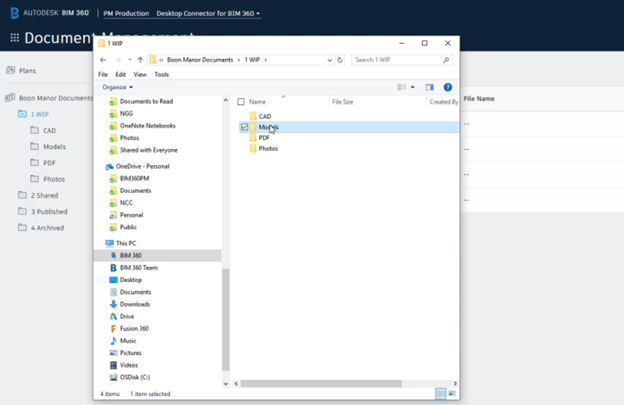 AUTODESK BIM 360 PM Production Desktop Connector for BIM 360
Document Management
Plans
Boon Manor Documents
1 WIP
CAD
Models
PDF
Photos
2 Shared
3 Published
4 Archived
File Name
--
--
--
1 WIP
« Boon Manor Documents > 1 WIP >
Search 1 WIP
File Edit View Tools
Organize
Documents to Read
NGG
OneNote Notebooks
Photos
Shared with Everyone
OneDrive - Personal
BIM360PM
Documents
NCC
Personal
Public
This PC
BIM 360
BIM 360 Team
Desktop
Documents
Downloads
Drive
Fusion 360
Music
Pictures
Videos
OSDisk (C:)
Name File Size Created By
CAD
Models
PDF
Photos
4 items 1 item selected